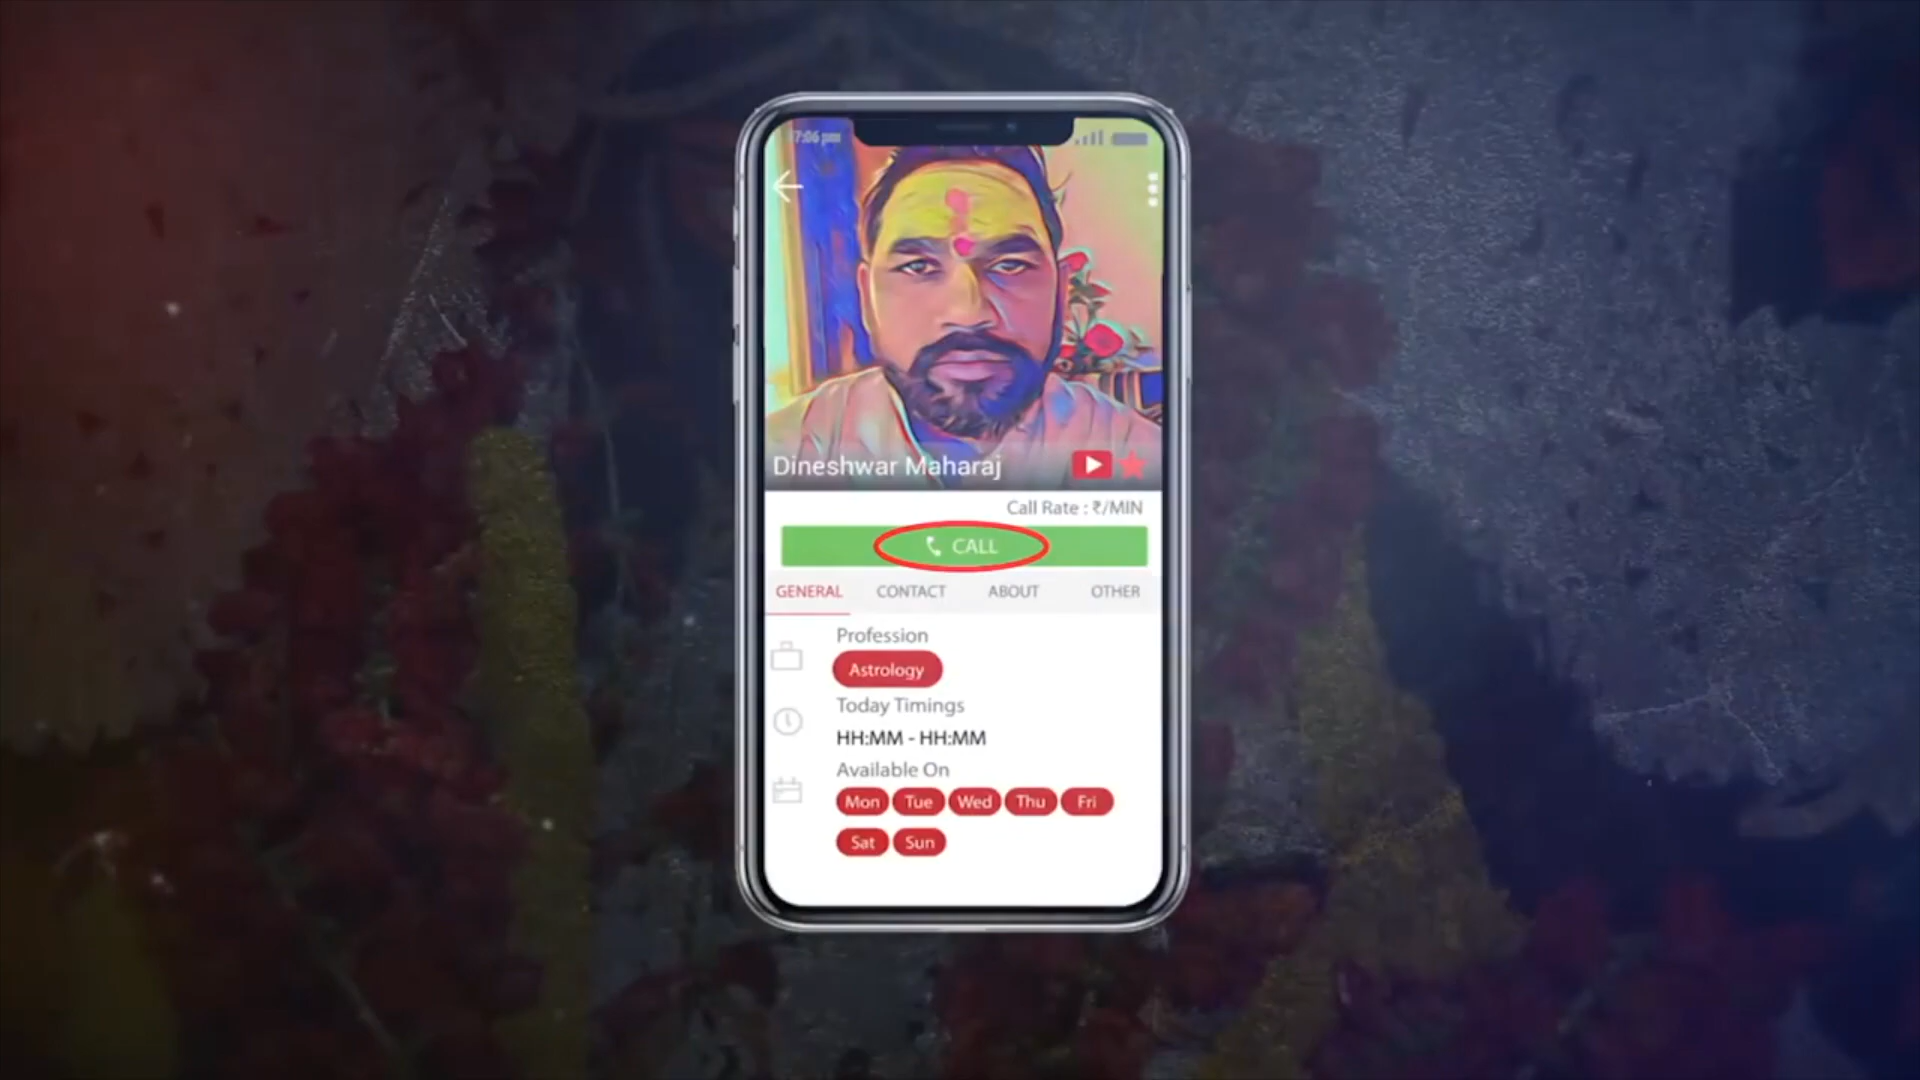 7:06 pm
Dineshwar Maharaj
Call Rate : ₹/MIN
CALL
GENERAL CONTACT ABOUT OTHER
Profession
Astrology
Today Timings
HH:MM - HH:MM
Available On
Mon Tue Wed Thu Fri
Sat Sun